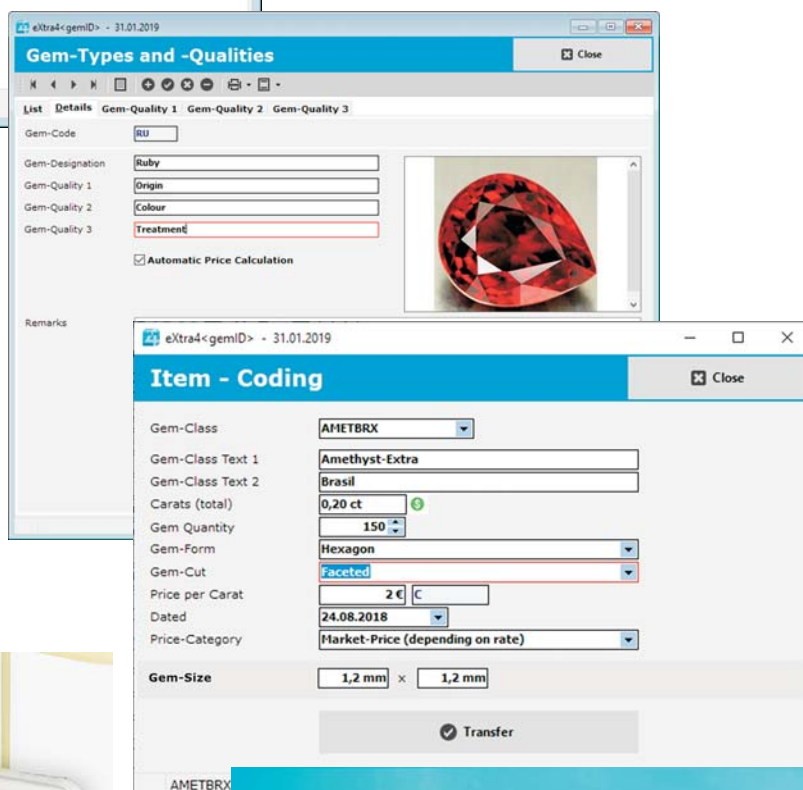 eXtra4<gemID> - 31.01.2019
Gem-Types and -Qualities
Close
List Details Gem-Quality 1 Gem-Quality 2 Gem-Quality 3
Gem-Code RU
Gem-Designation Ruby
Gem-Quality 1 Origin
Gem-Quality 2 Colour
Gem-Quality 3 Treatment
Automatic Price Calculation
Remarks
eXtra4<gemID> - 31.01.2019
Item - Coding
Close
Gem-Class AMETBRX
Gem-Class Text 1 Amethyst-Extra
Gem-Class Text 2 Brasil
Carats (total) 0,20 ct
Gem Quantity 150
Gem-Form Hexagon
Gem-Cut Faceted
Price per Carat 2 € C
Dated 24.08.2018
Price-Category Market-Price (depending on rate)
Gem-Size 1,2 mm × 1,2 mm
Transfer
AMETBRX